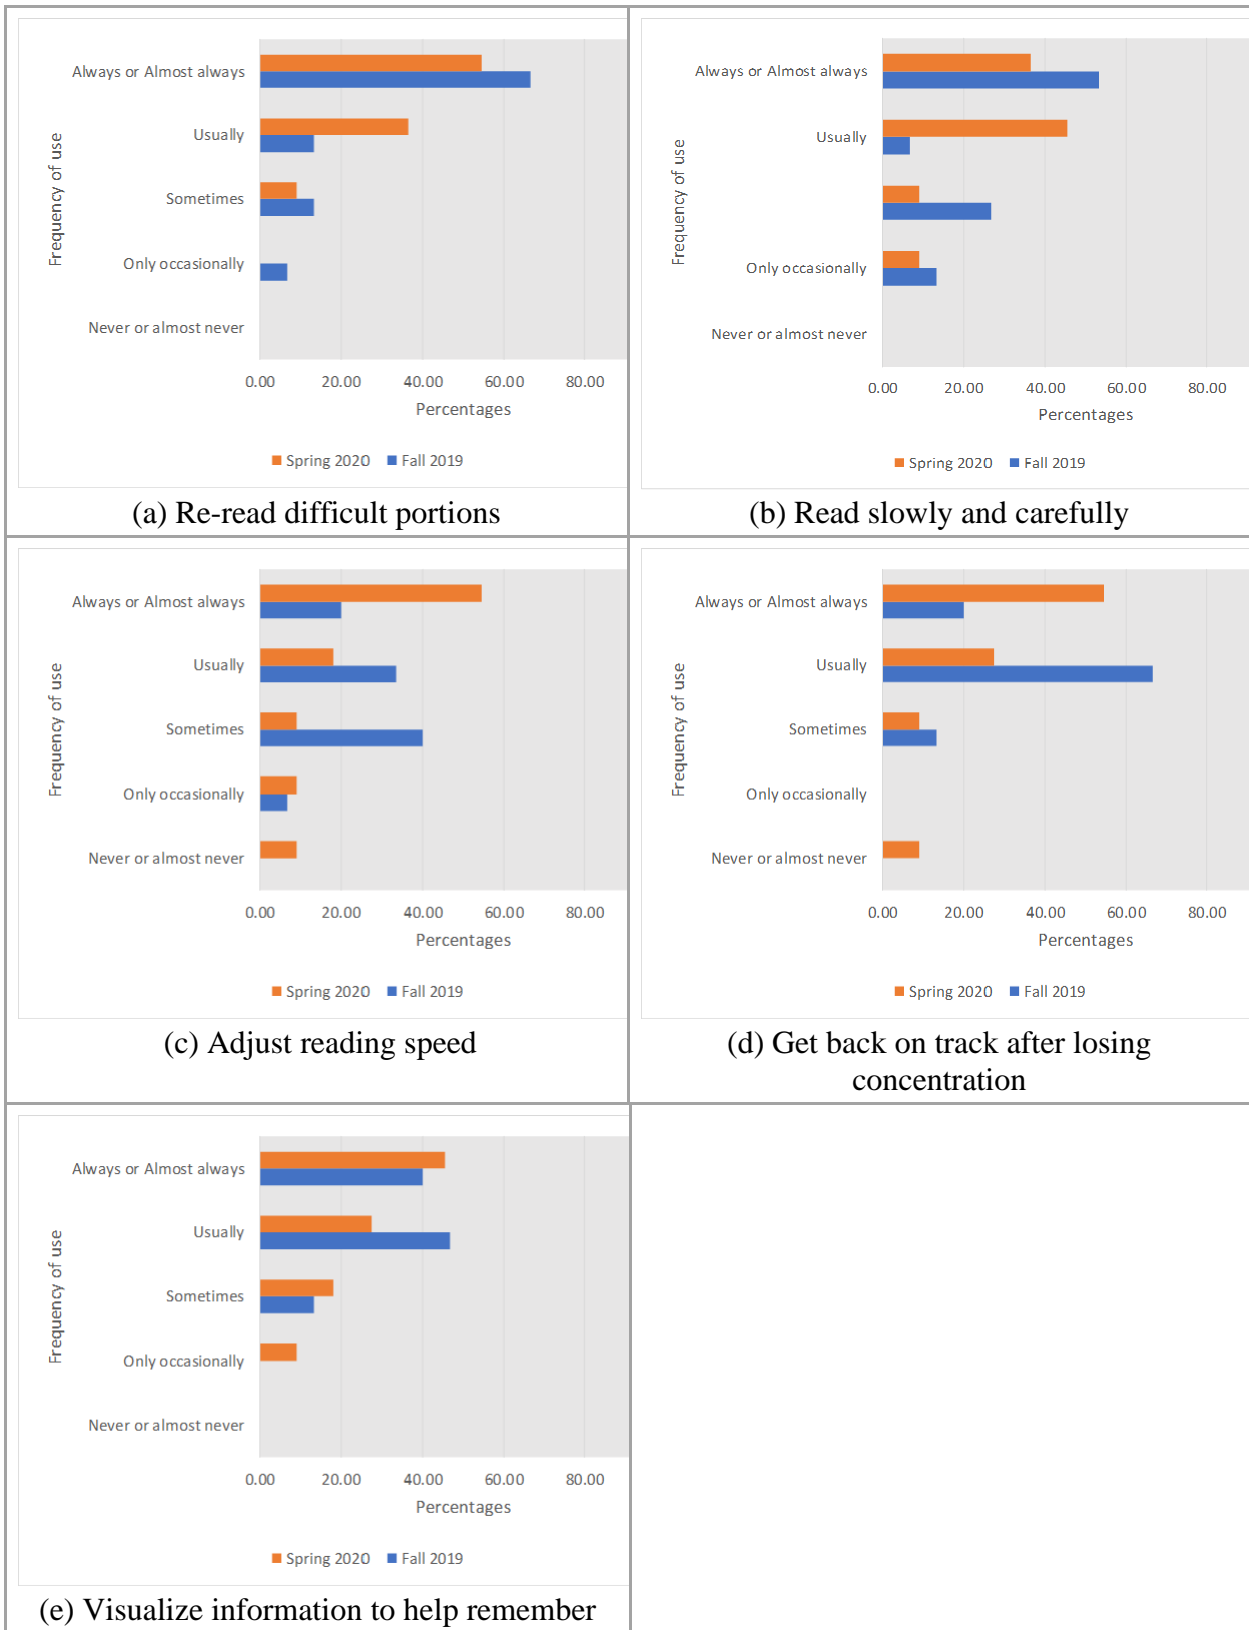 Frequency of use
Always or Almost always
Usually
Sometimes
Only occasionally
Never or almost never
0.00 20.00 40.00 60.00 80.00
Percentages
Spring 2020 Fall 2019
(a) Re-read difficult portions
Frequency of use
Always or Almost always
Usually
Only occasionally
Never or almost never
0.00 20.00 40.00 60.00 80.00
Percentages
Spring 2020 Fall 2019
(b) Read slowly and carefully
Frequency of use
Always or Almost always
Usually
Sometimes
Only occasionally
Never or almost never
0.00 20.00 40.00 60.00 80.00
Percentages
Spring 2020 Fall 2019
(c) Adjust reading speed
Frequency of use
Always or Almost always
Usually
Sometimes
Only occasionally
Never or almost never
0.00 20.00 40.00 60.00 80.00
Percentages
Spring 2020 Fall 2019
(d) Get back on track after losing
concentration
Frequency of use
Always or Almost always
Usually
Sometimes
Only occasionally
Never or almost never
0.00 20.00 40.00 60.00 80.00
Percentages
Spring 2020 Fall 2019
(e) Visualize information to help remember